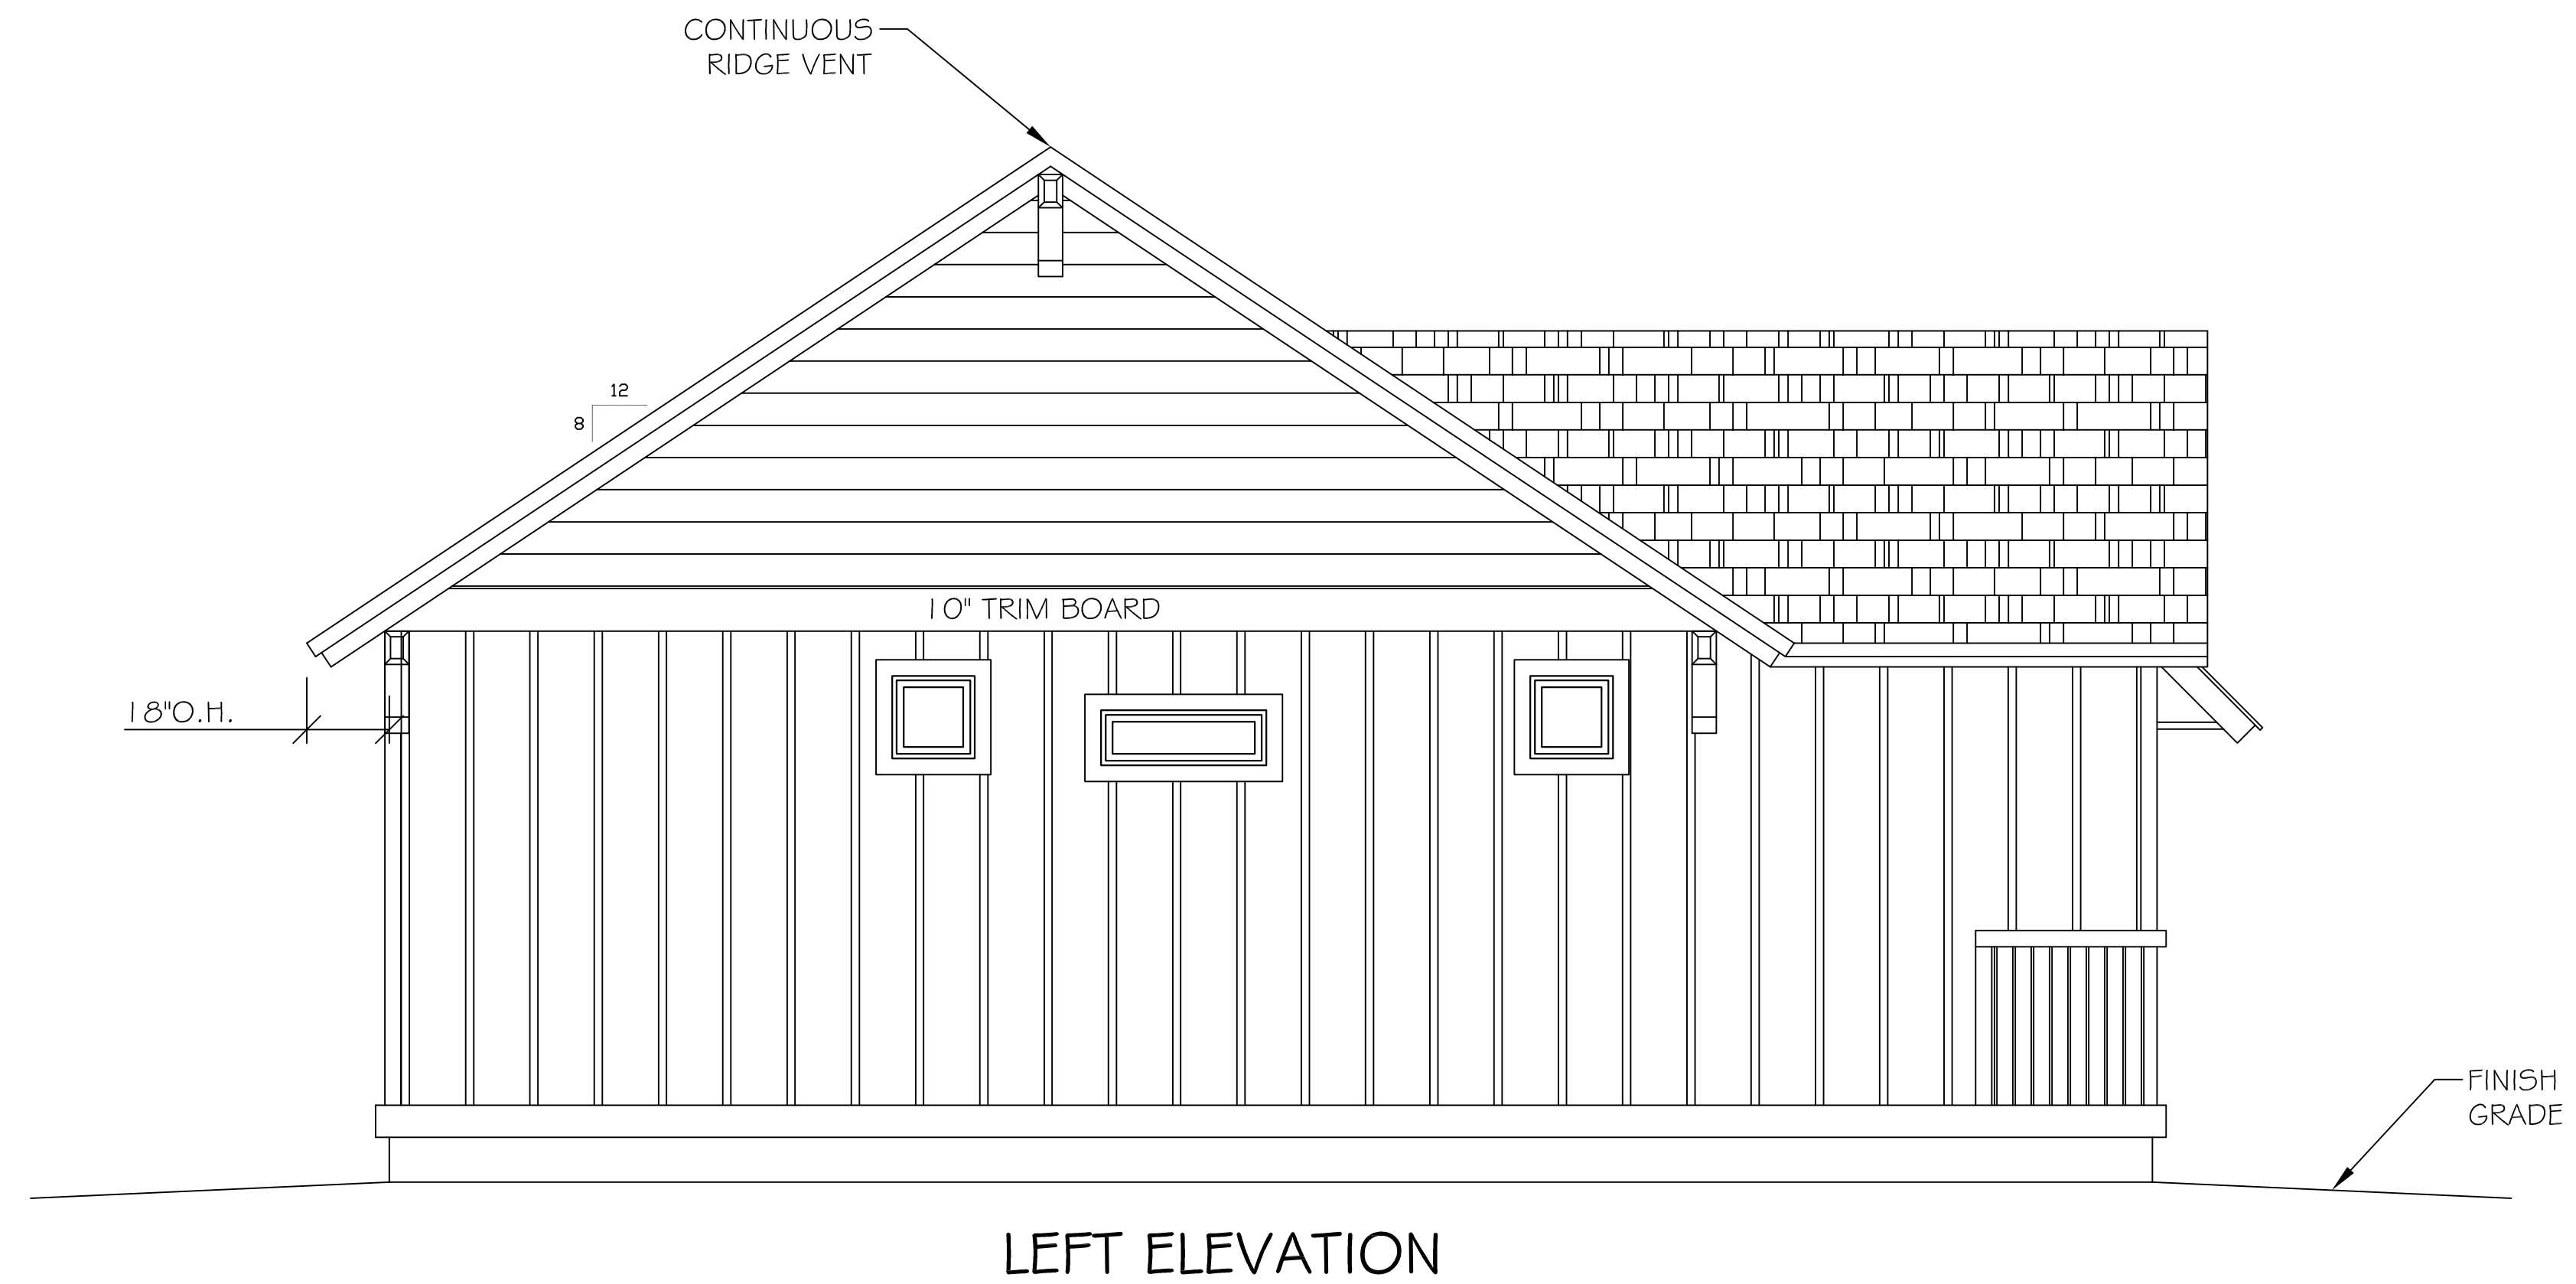 CONTINUOUS
RIDGE VENT
12
8
10" TRIM BOARD
18"O.H.
FINISH
GRADE
LEFT ELEVATION